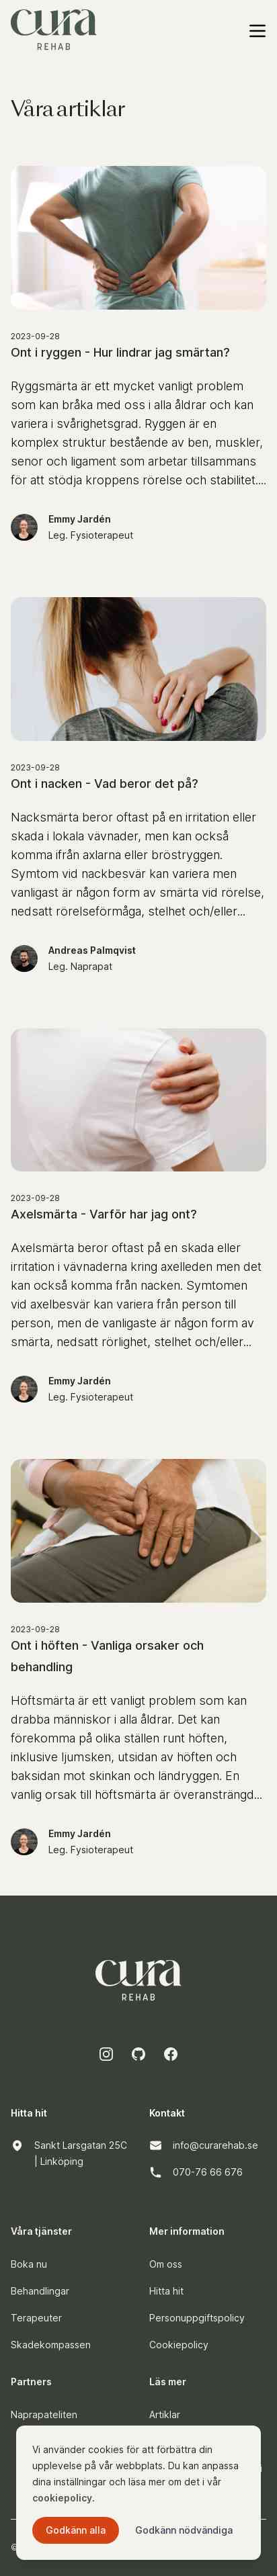 cura
REHAB
Våra artiklar
2023-09-28
Ont i ryggen - Hur lindrar jag smärtan?
Ryggsmärta är ett mycket vanligt problem
som kan bråka med oss i alla åldrar och kan
variera i svårighetsgrad. Ryggen är en
komplex struktur bestående av ben, muskler,
senor och ligament som arbetar tillsammans
för att stödja kroppens rörelse och stabilitet....
Emmy Jardén
Leg. Fysioterapeut
2023-09-28
Ont i nacken - Vad beror det på?
Nacksmärta beror oftast på en irritation eller
skada i lokala vävnader, men kan också
komma ifrån axlarna eller bröstryggen.
Symtom vid nackbesvär kan variera men
vanligast är någon form av smärta vid rörelse,
nedsatt rörelseförmåga, stelhet och/eller...
Andreas Palmqvist
Leg. Naprapat
2023-09-28
Axelsmärta - Varför har jag ont?
Axelsmärta beror oftast på en skada eller
irritation i vävnaderna kring axelleden men det
kan också komma från nacken. Symtomen
vid axelbesvär kan variera från person till
person, men de vanligaste är någon form av
smärta, nedsatt rörlighet, stelhet och/eller...
Emmy Jardén
Leg. Fysioterapeut
2023-09-28
Ont i höften - Vanliga orsaker och
behandling
Höftsmärta är ett vanligt problem som kan
drabba människor i alla åldrar. Det kan
förekomma på olika ställen runt höften,
inklusive ljumsken, utsidan av höften och
baksidan mot skinkan och ländryggen. En
vanlig orsak till höftsmärta är överansträngd...
Emmy Jardén
Leg. Fysioterapeut
cura
REHAB
Hitta hit
Sankt Larsgatan 25C
| Linköping
Kontakt
info@curarehab.se
070-76 66 676
Våra tjänster
Boka nu
Behandlingar
Terapeuter
Skadekompassen
Mer information
Om oss
Hitta hit
Personuppgiftspolicy
Cookiepolicy
Partners
Naprapateliten
Läs mer
Artiklar
Vi använder cookies för att förbättra din
upplevelse på vår webbplats. Du kan anpassa
dina inställningar och läsa mer om det i vår
cookiepolicy.
Godkänn alla
Godkänn nödvändiga
©